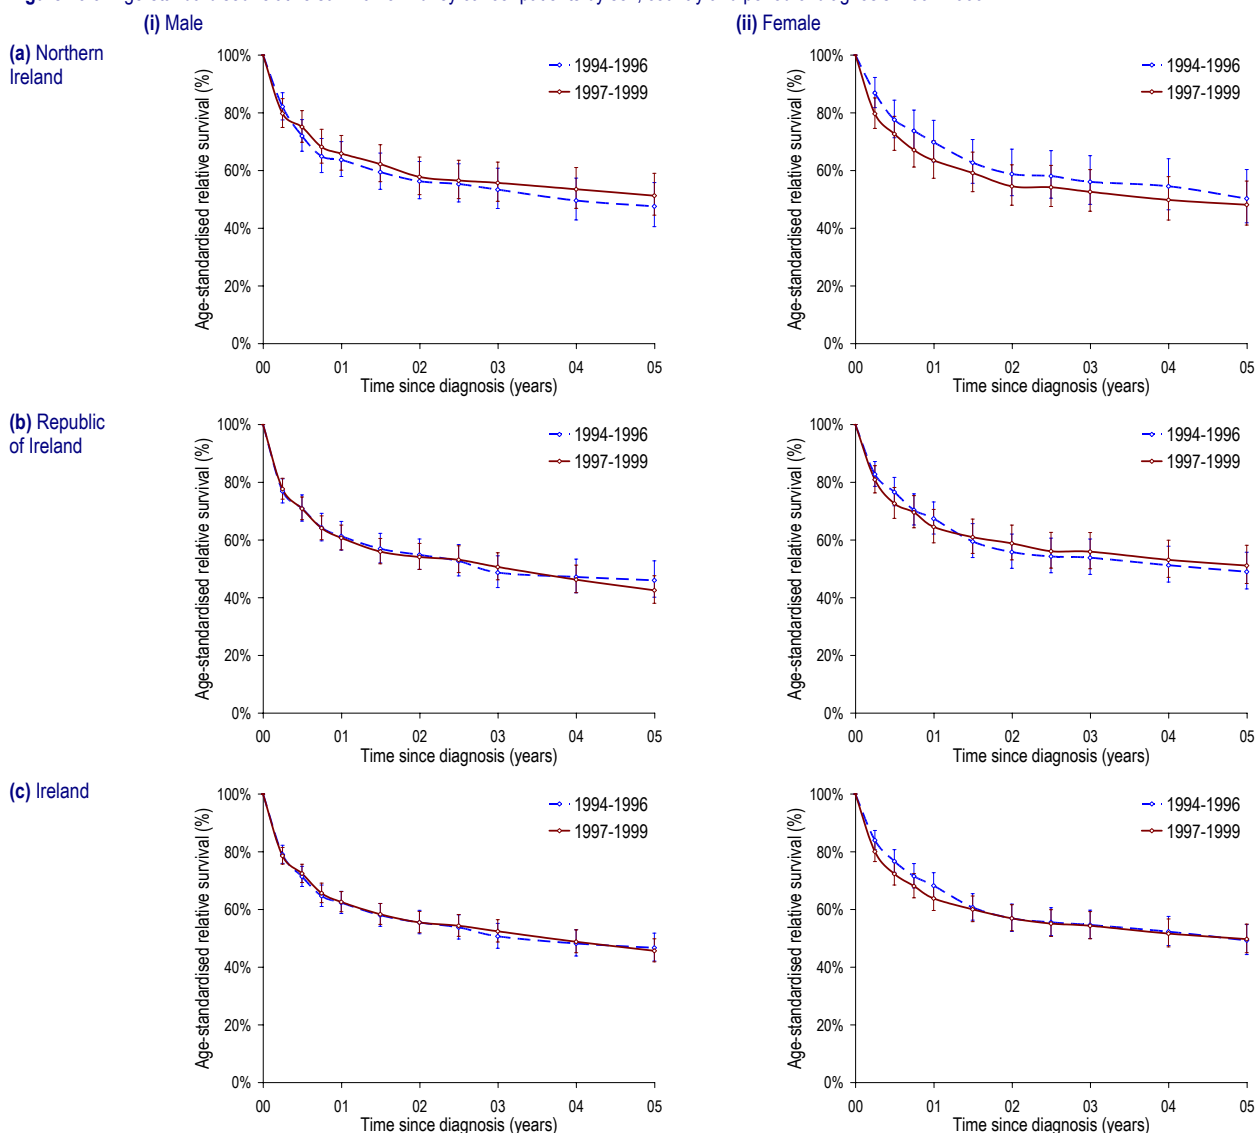 (i) Male
(ii) Female
(a) Northern
Ireland
Age-standardised relative survival (%)
100%
80%
60%
40%
20%
0%
00 01 02 03 04 05
Time since diagnosis (years)
1994-1996
1997-1999
Age-standardised relative survival (%)
100%
80%
60%
40%
20%
0%
00 01 02 03 04 05
Time since diagnosis (years)
1994-1996
1997-1999
(b) Republic
of Ireland
Age-standardised relative survival (%)
100%
80%
60%
40%
20%
0%
00 01 02 03 04 05
Time since diagnosis (years)
1994-1996
1997-1999
Age-standardised relative survival (%)
100%
80%
60%
40%
20%
0%
00 01 02 03 04 05
Time since diagnosis (years)
1994-1996
1997-1999
(c) Ireland
Age-standardised relative survival (%)
100%
80%
60%
40%
20%
0%
00 01 02 03 04 05
Time since diagnosis (years)
1994-1996
1997-1999
Age-standardised relative survival (%)
100%
80%
60%
40%
20%
0%
00 01 02 03 04 05
Time since diagnosis (years)
1994-1996
1997-1999